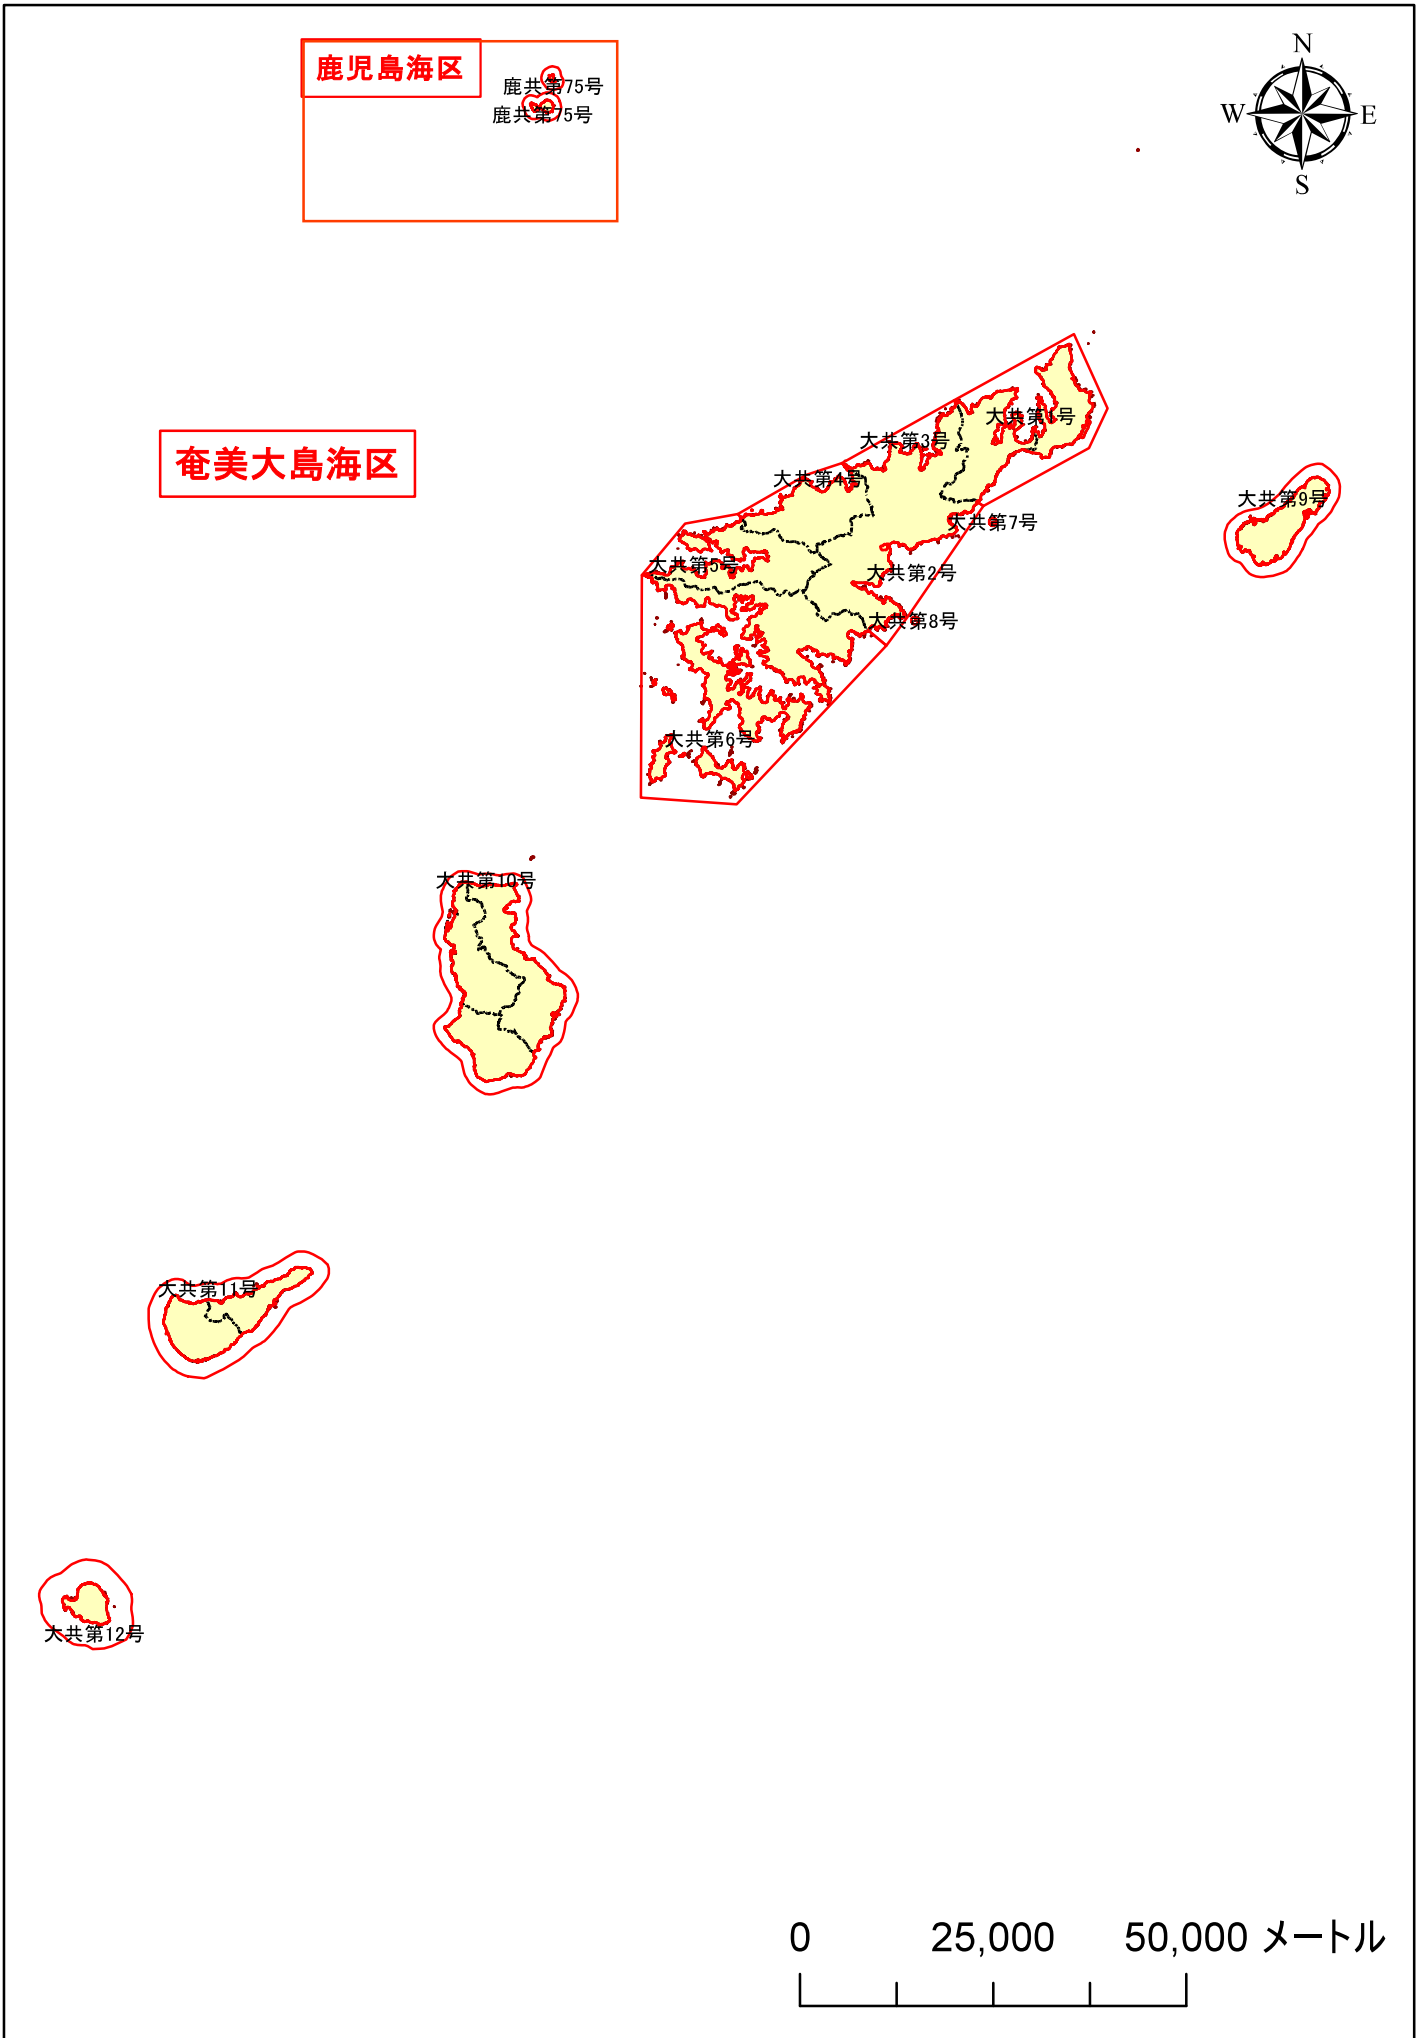 鹿児島海区
鹿共第75号
鹿共第75号
N
W
E
S
奄美大島海区
大共第1号
大共第3号
大共第4号
大共第9号
大共第7号
大共第5号
大共第2号
大共第8号
大共第6号
大共第10号
大共第11号
大共第12号
0 25,000 50,000 メートル